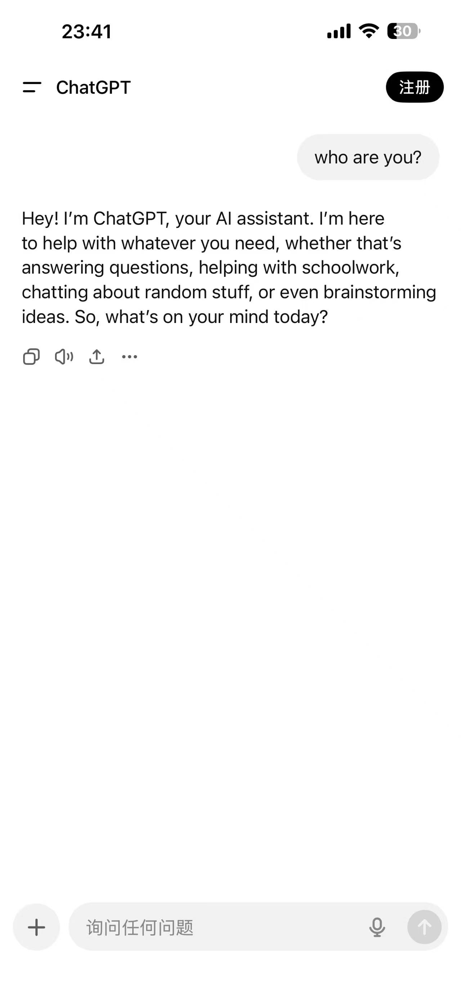 23:41
30
ChatGPT
注册
who are you?
Hey! I’m ChatGPT, your AI assistant. I’m here
to help with whatever you need, whether that’s
answering questions, helping with schoolwork,
chatting about random stuff, or even brainstorming
ideas. So, what’s on your mind today?
询问任何问题